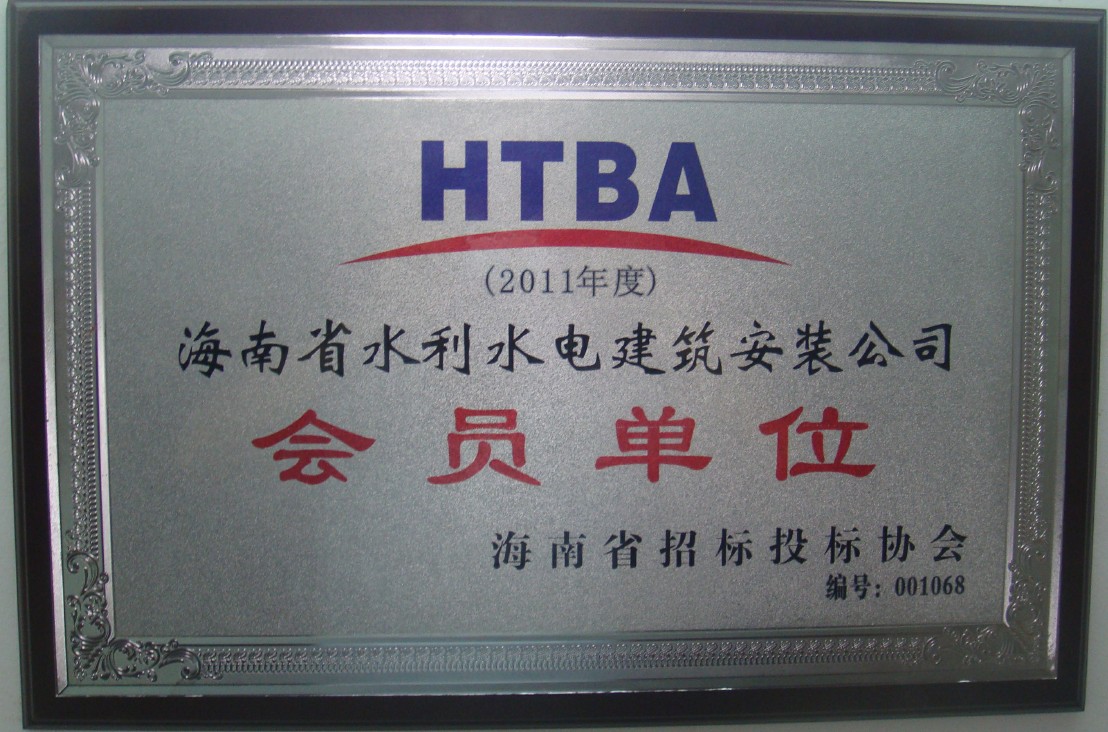 HTBA
(2011年度)
海南省水利水电建筑安装公司
会员单位
海南省招标投标协会
编号：001068